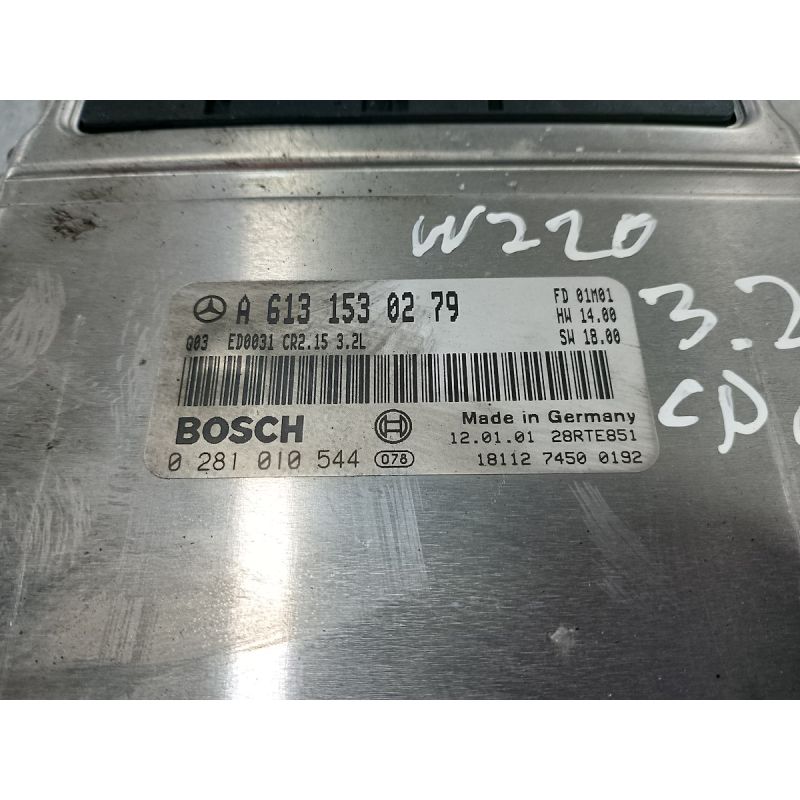 W220
3.2
CD
A 613 153 02 79
FD 01M01
HW 14.00
Q03 ED0031 CR2.15 3.2L
SW 18.00
BOSCH
Made in Germany
12.01.01 28RTE851
0 281 010 544 078
18112 7450 0192